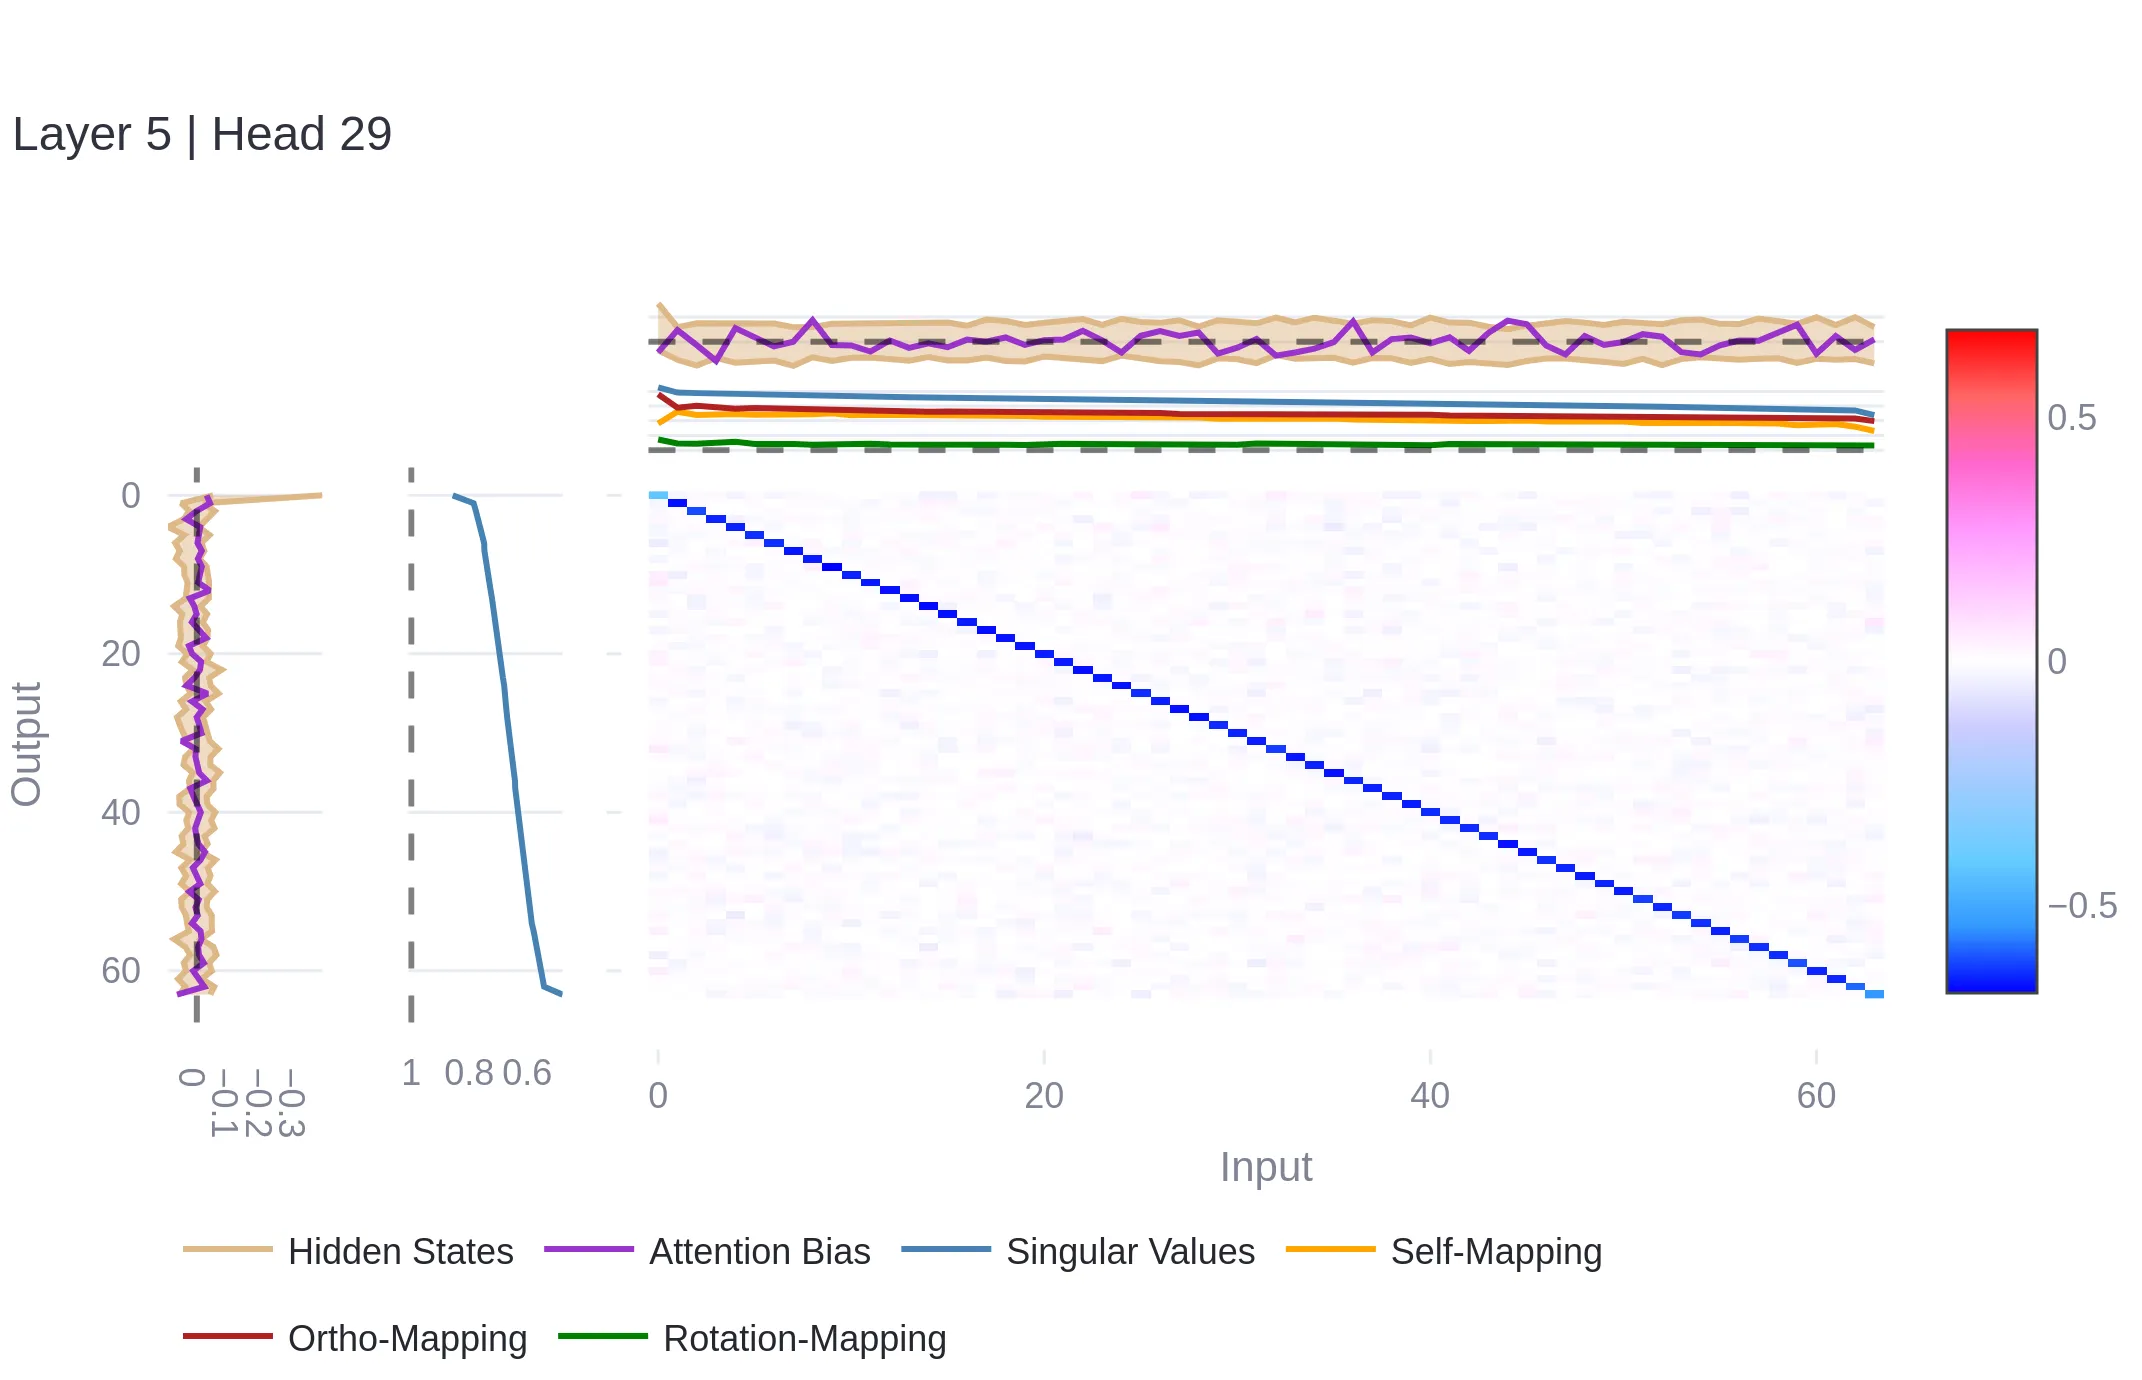 Layer 5 | Head 29
0
20
40
60
Output
0
−0.1
−0.2
−0.3
1 0.8 0.6
0 20 40 60
Input
0.5
0
−0.5
Hidden States Attention Bias Singular Values Self-Mapping
Ortho-Mapping Rotation-Mapping